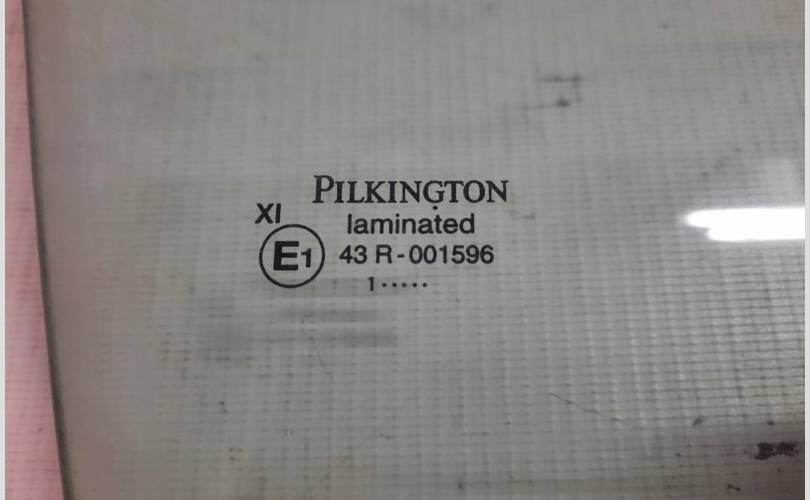 PILKINGTON
XI laminated
E1 43 R-001596
1·····